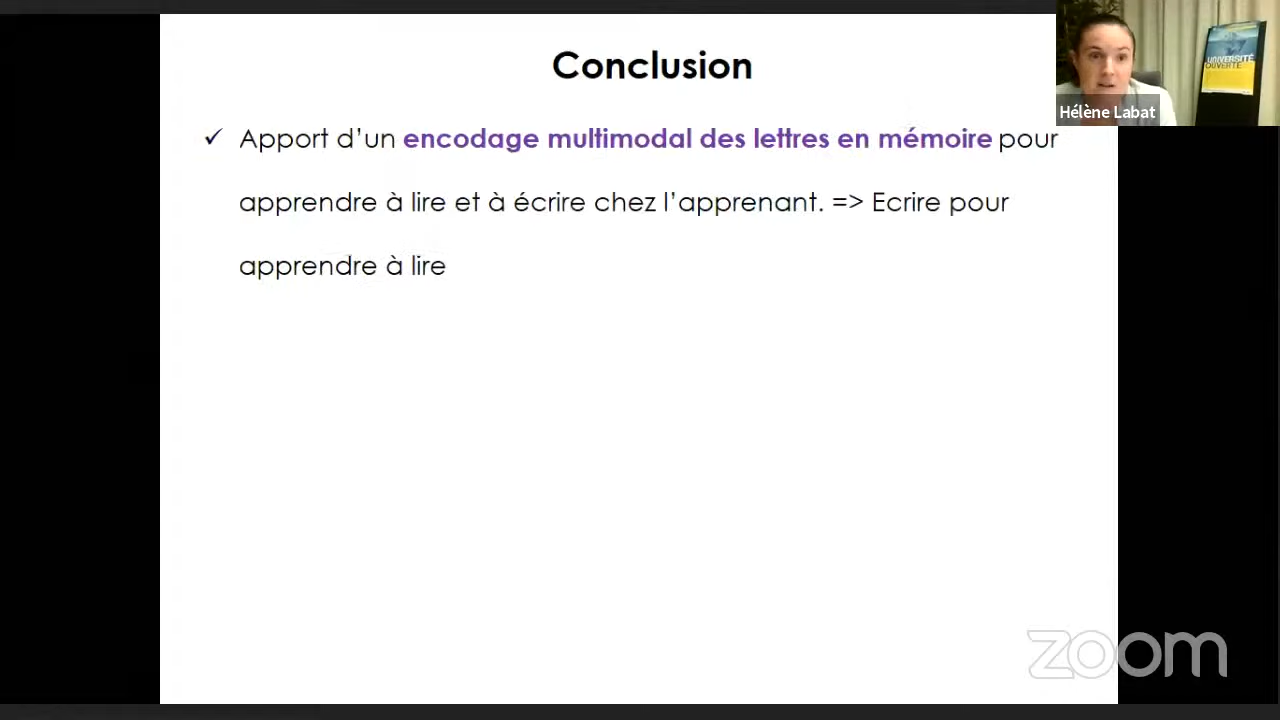 Conclusion
✓ Apport d’un encodage multimodal des lettres en mémoire pour
apprendre à lire et à écrire chez l’apprenant. => Ecrire pour
apprendre à lire
UNIVERSITÉ
OUVERTE
Hélène Labat
zoom